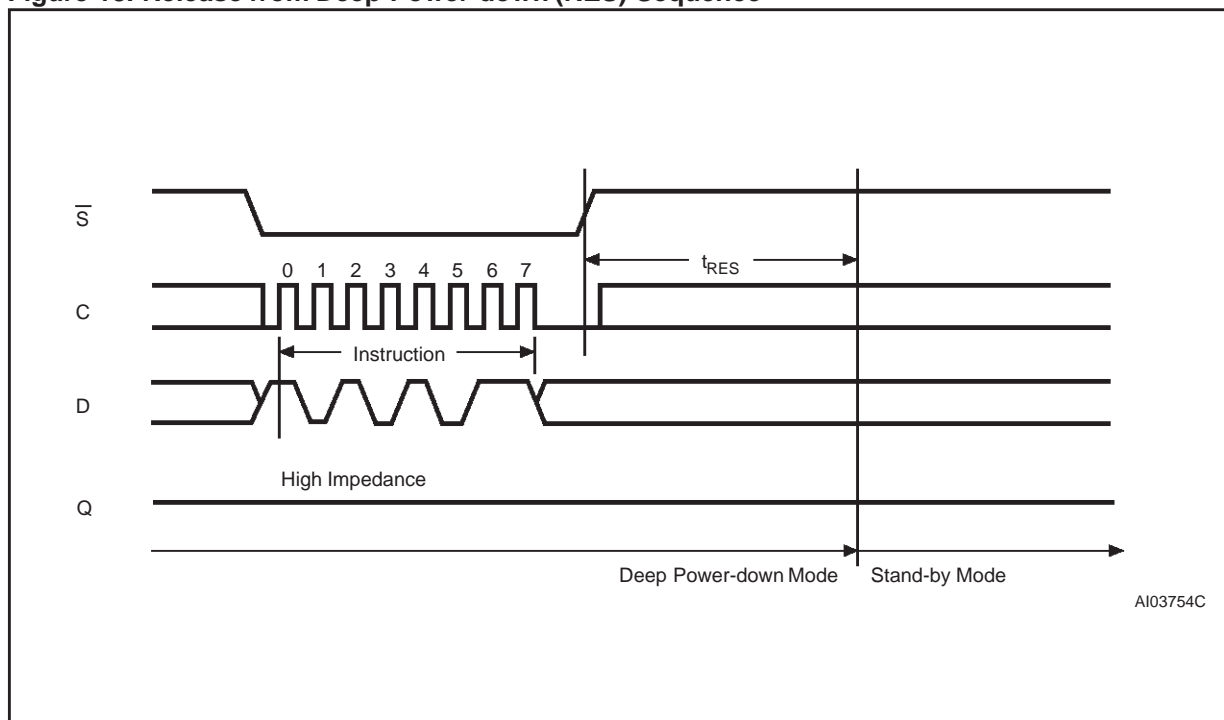 S̅
0 1 2 3 4 5 6 7
tRES
C
Instruction
D
High Impedance
Q
Deep Power-down Mode Stand-by Mode
AI03754C